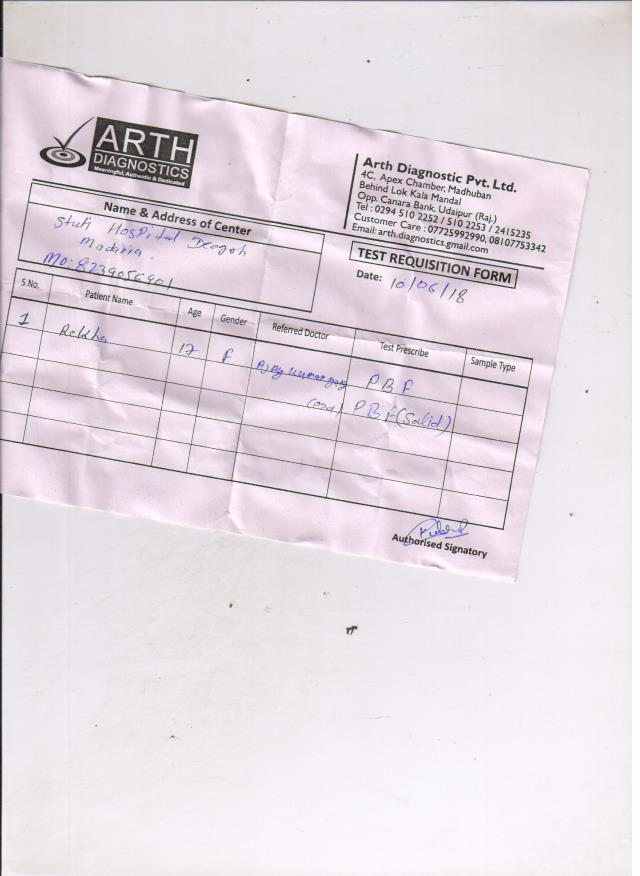 ARTH
DIAGNOSTICS
Meaningful, Authentic & Dedicated
Arth Diagnostic Pvt. Ltd.
4C, Apex Chamber, Madhuban
Behind Lok Kala Mandal
Opp. Canara Bank, Udaipur (Raj.)
Tel : 0294 510 2252 / 510 2253 / 2415235
Customer Care : 07725992990, 08107753342
Email: arth.diagnostics.gmail.com
Name & Address of Center
Stuti Hospital Deogoh
Madaria.
Mo: 8239056901
TEST REQUISITION FORM
Date: 10/06/18
S.No. Patient Name Age Gender Referred Doctor Test Prescribe Sample Type
1 Rekha 17 F PBF
PBF (Salid)
Authorised Signatory